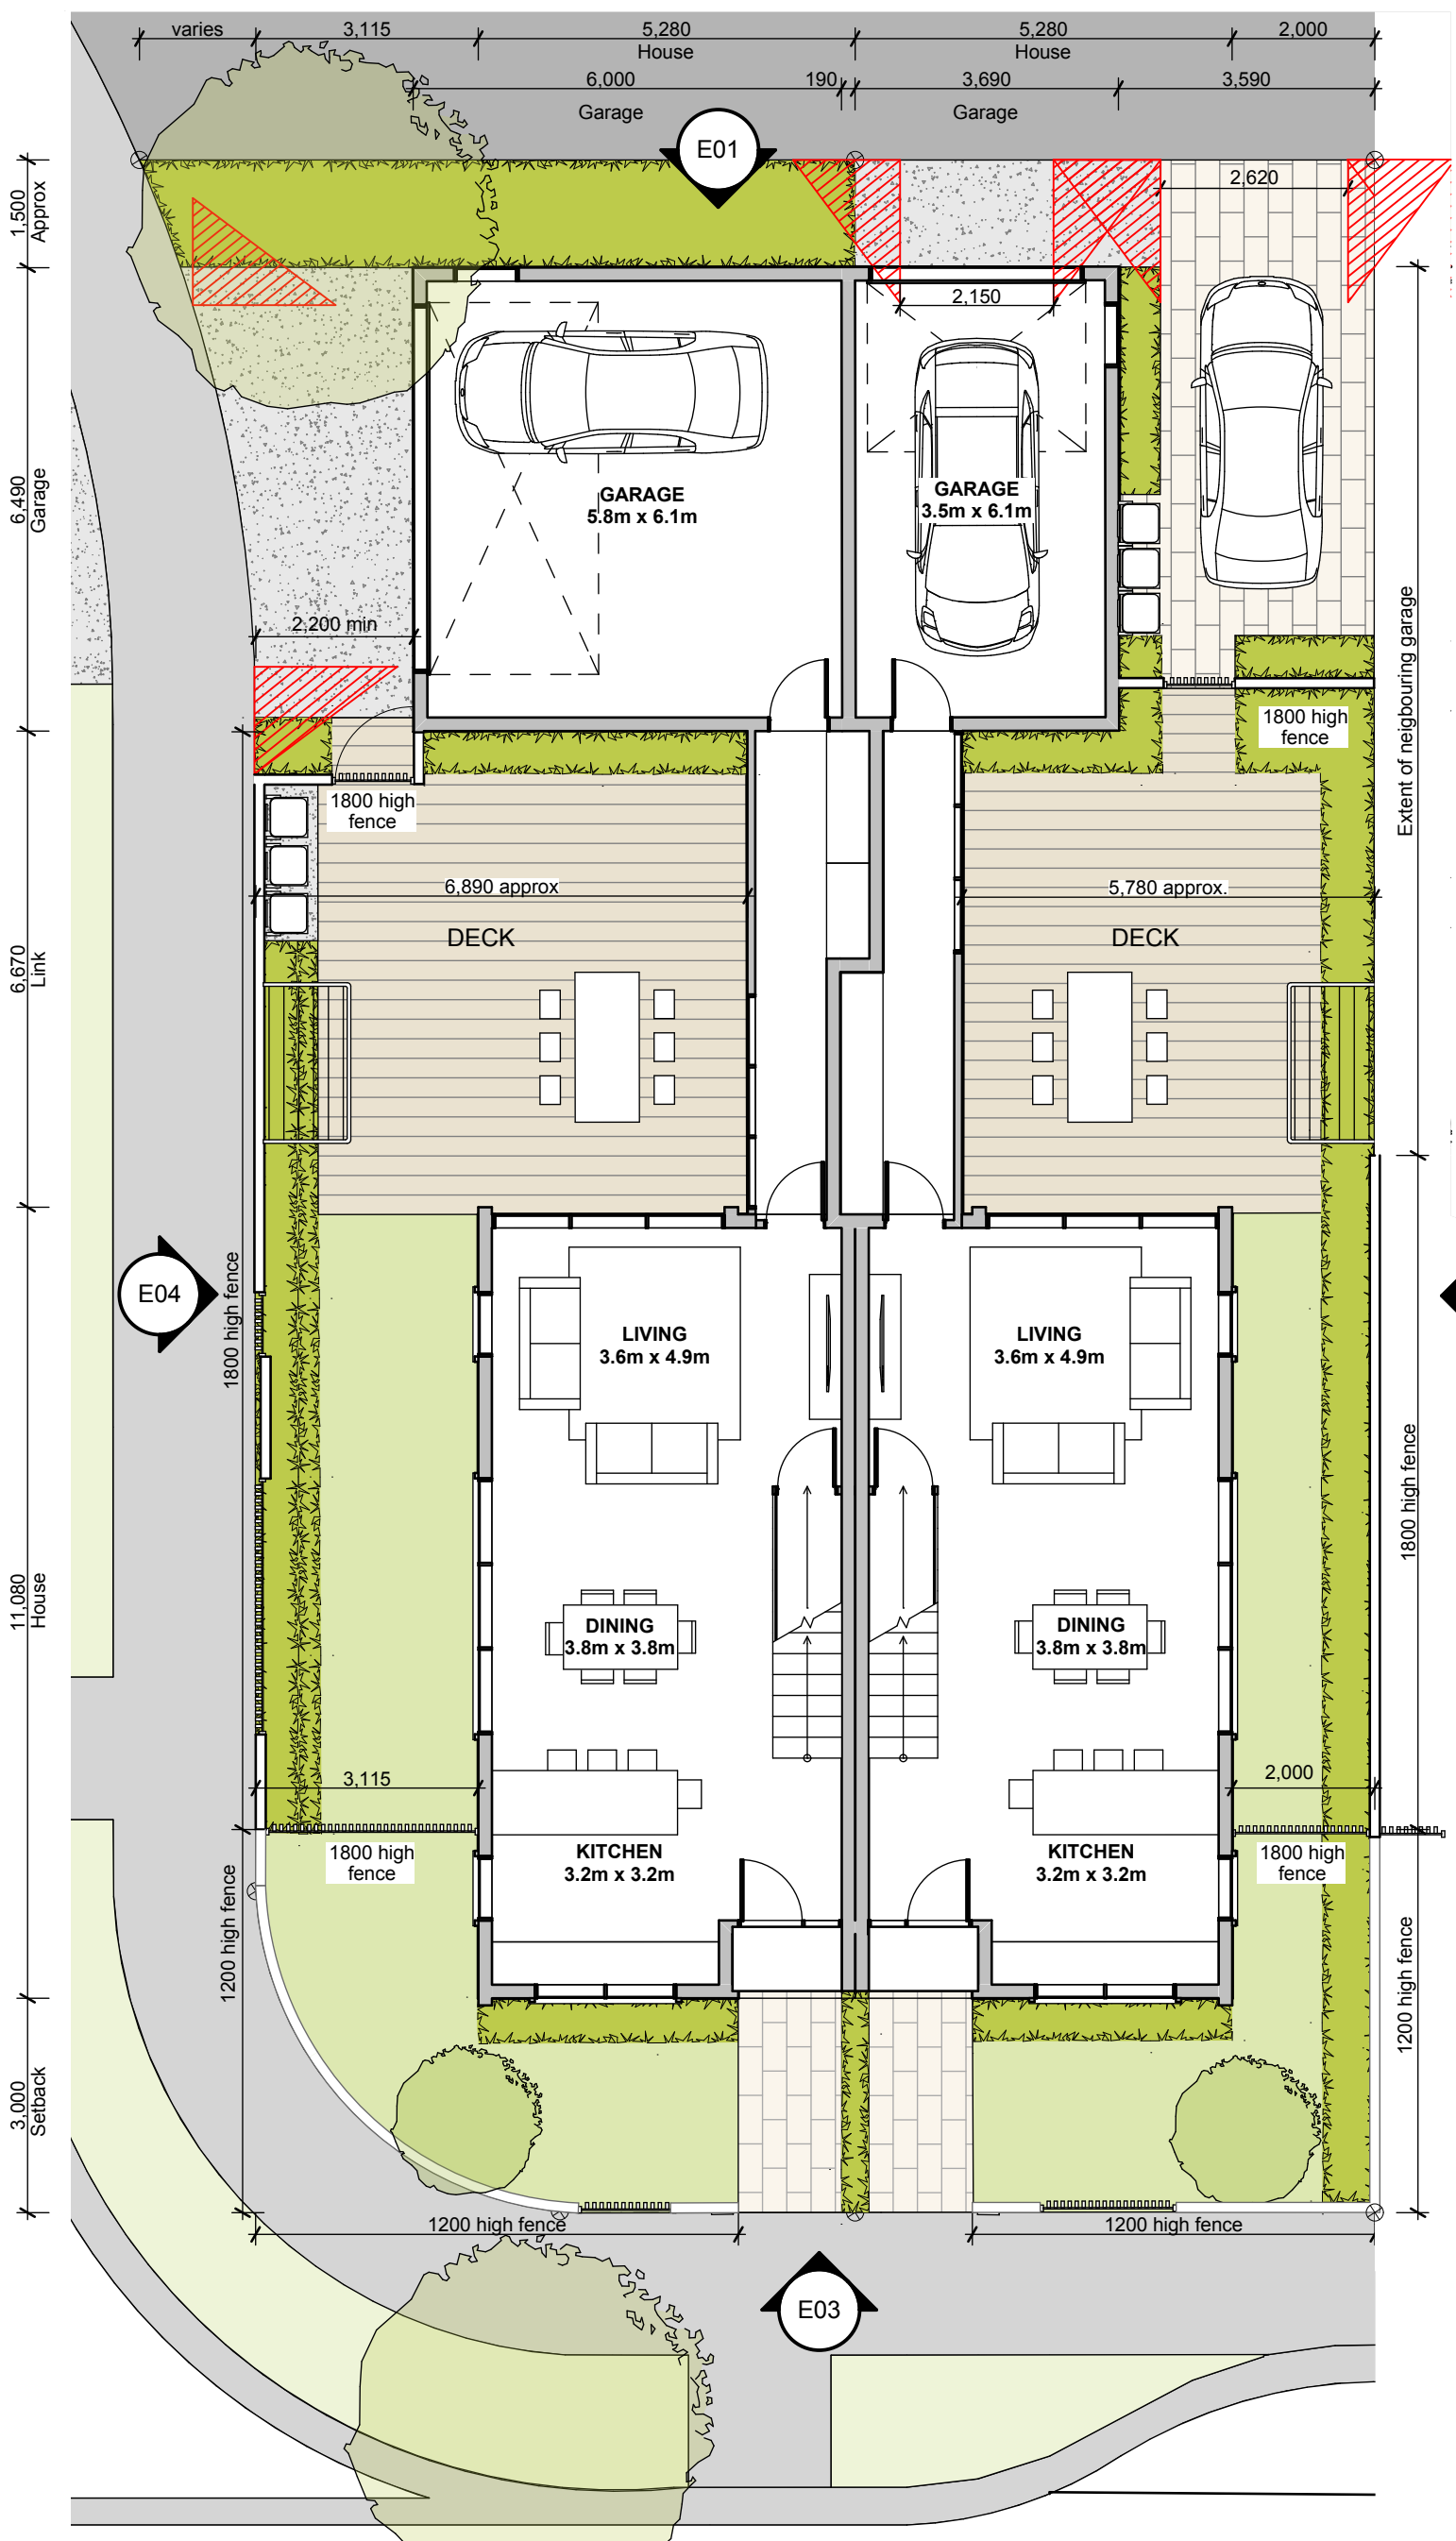 varies
3,115
5,280
House
5,280
House
2,000
6,000
Garage
190
3,690
Garage
3,590
E01
1,500
Approx
2,620
2,150
GARAGE
5.8m x 6.1m
GARAGE
3.5m x 6.1m
6,490
Garage
2,200 min
Extent of neigbouring garage
1800 high
fence
1800 high
fence
6,890 approx
5,780 approx.
DECK
DECK
6,670
Link
E04
1800 high fence
LIVING
3.6m x 4.9m
LIVING
3.6m x 4.9m
1800 high fence
11,080
House
DINING
3.8m x 3.8m
DINING
3.8m x 3.8m
3,115
2,000
1800 high
fence
KITCHEN
3.2m x 3.2m
KITCHEN
3.2m x 3.2m
1800 high
fence
1200 high fence
1200 high fence
3,000
Setback
1200 high fence
1200 high fence
E03